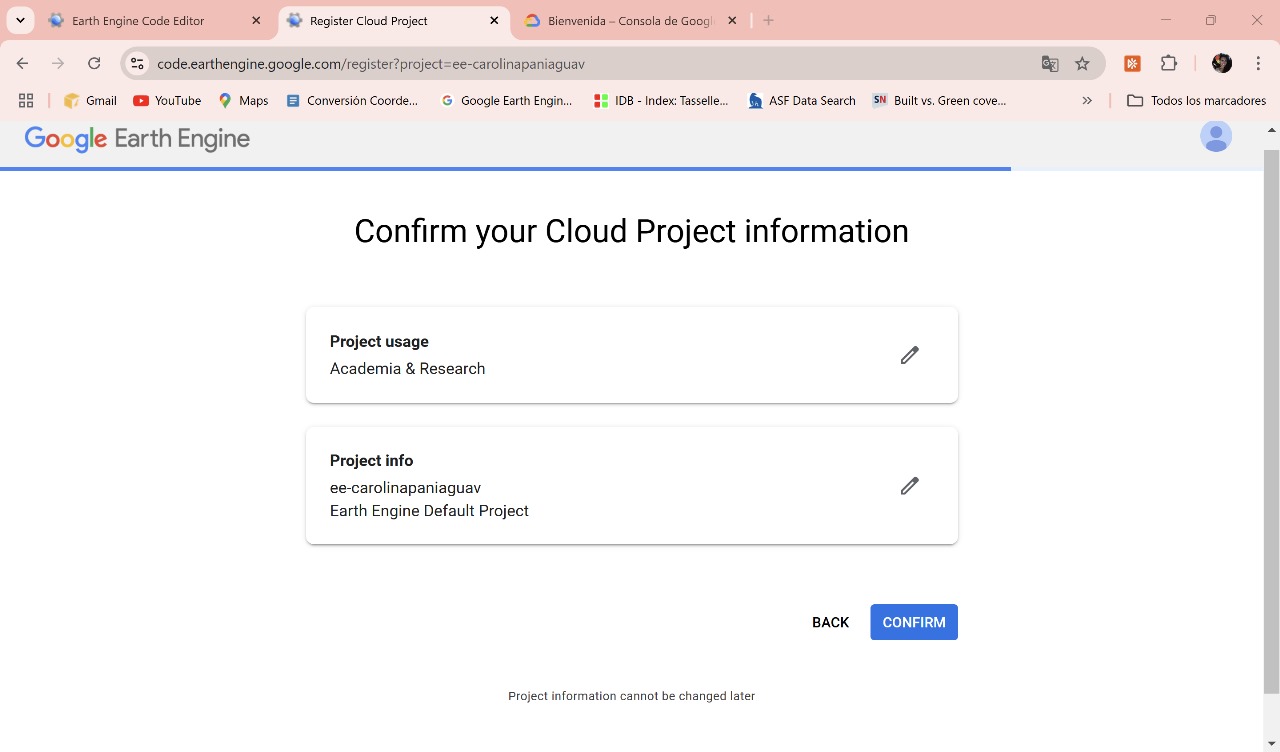 Earth Engine Code Editor
Register Cloud Project
Bienvenida – Consola de Googl
code.earthengine.google.com/register?project=ee-carolinapaniaguav
Gmail
YouTube
Maps
Conversión Coorde...
Google Earth Engin...
IDB - Index: Tasselle...
ASF Data Search
SN
Built vs. Green cove...
Todos los marcadores
Google Earth Engine
Confirm your Cloud Project information
Project usage
Academia & Research
Project info
ee-carolinapaniaguav
Earth Engine Default Project
BACK
CONFIRM
Project information cannot be changed later